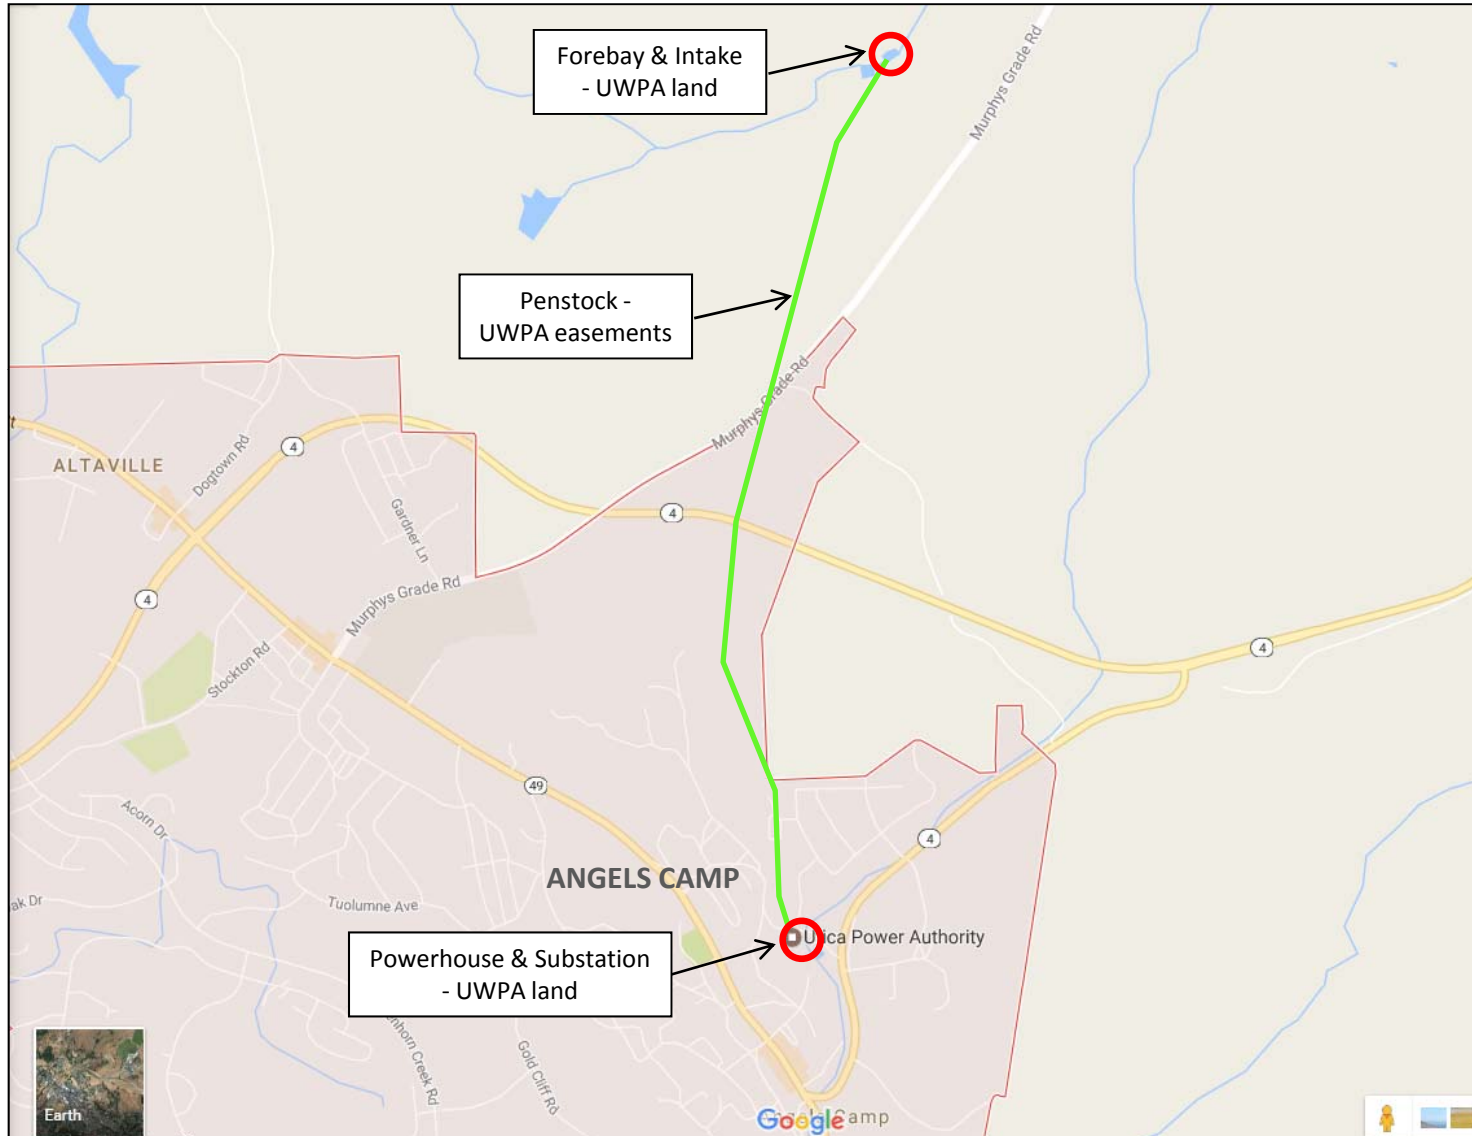 Forebay & Intake
- UWPA land
Murphys Grade Rd
Penstock -
UWPA easements
Murphys Grade Rd
4
ALTAVILLE
Dogtown Rd
Gardner Ln
4
4
Murphys Grade Rd
4
Stockton Rd
49
Acorn Dr
4
ANGELS CAMP
Tuolumne Ave
Powerhouse & Substation
- UWPA land
Utica Power Authority
Gold Cliff Rd
Earth
Google
Camp